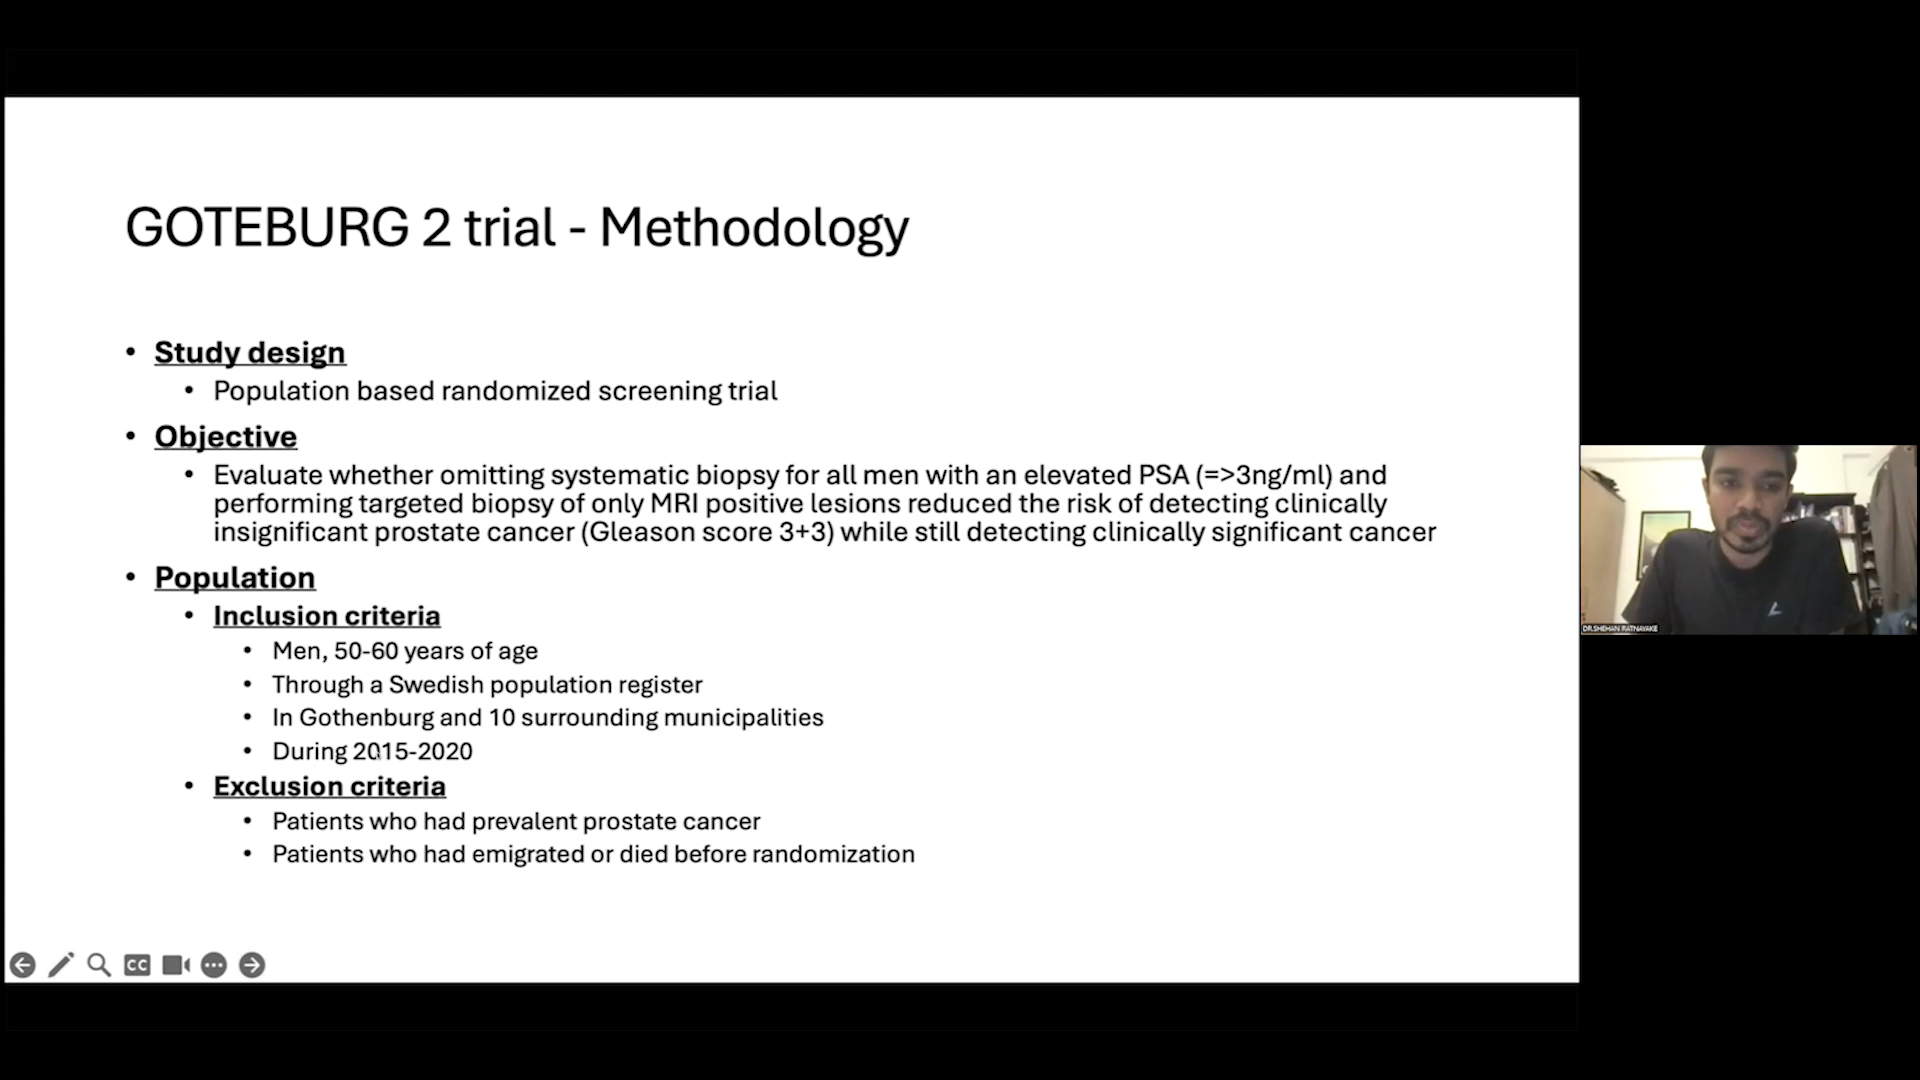 GOTEBURG 2 trial - Methodology
• Study design
• Population based randomized screening trial
• Objective
• Evaluate whether omitting systematic biopsy for all men with an elevated PSA (=>3ng/ml) and
performing targeted biopsy of only MRI positive lesions reduced the risk of detecting clinically
insignificant prostate cancer (Gleason score 3+3) while still detecting clinically significant cancer
• Population
• Inclusion criteria
• Men, 50-60 years of age
• Through a Swedish population register
• In Gothenburg and 10 surrounding municipalities
• During 2015-2020
• Exclusion criteria
• Patients who had prevalent prostate cancer
• Patients who had emigrated or died before randomization
CC
DR.SHEHAN RATNAYAKE